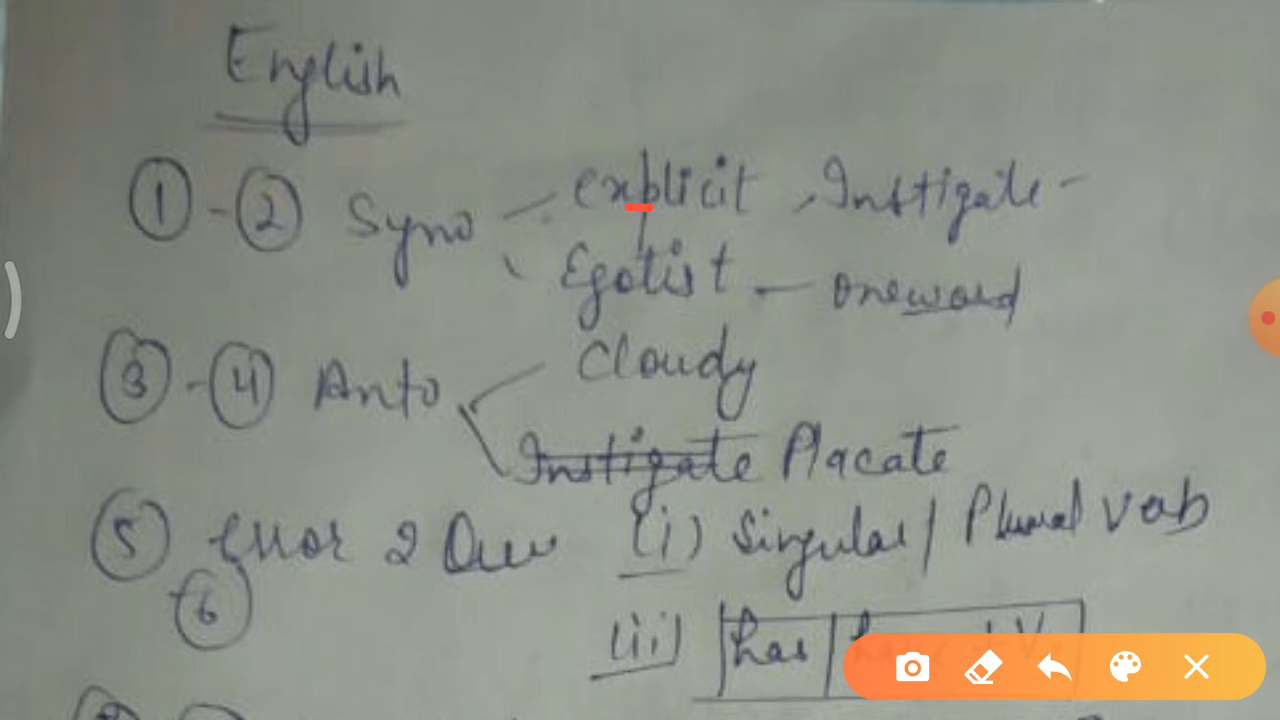 English
① - ② Syno - explicit, Instigate -
Egotist - oneword
③ - ④ Anto Cloudy
Instigate Placate
⑤ Error 2 Que (i) Singular / Plural Verb
⑥
(ii) has